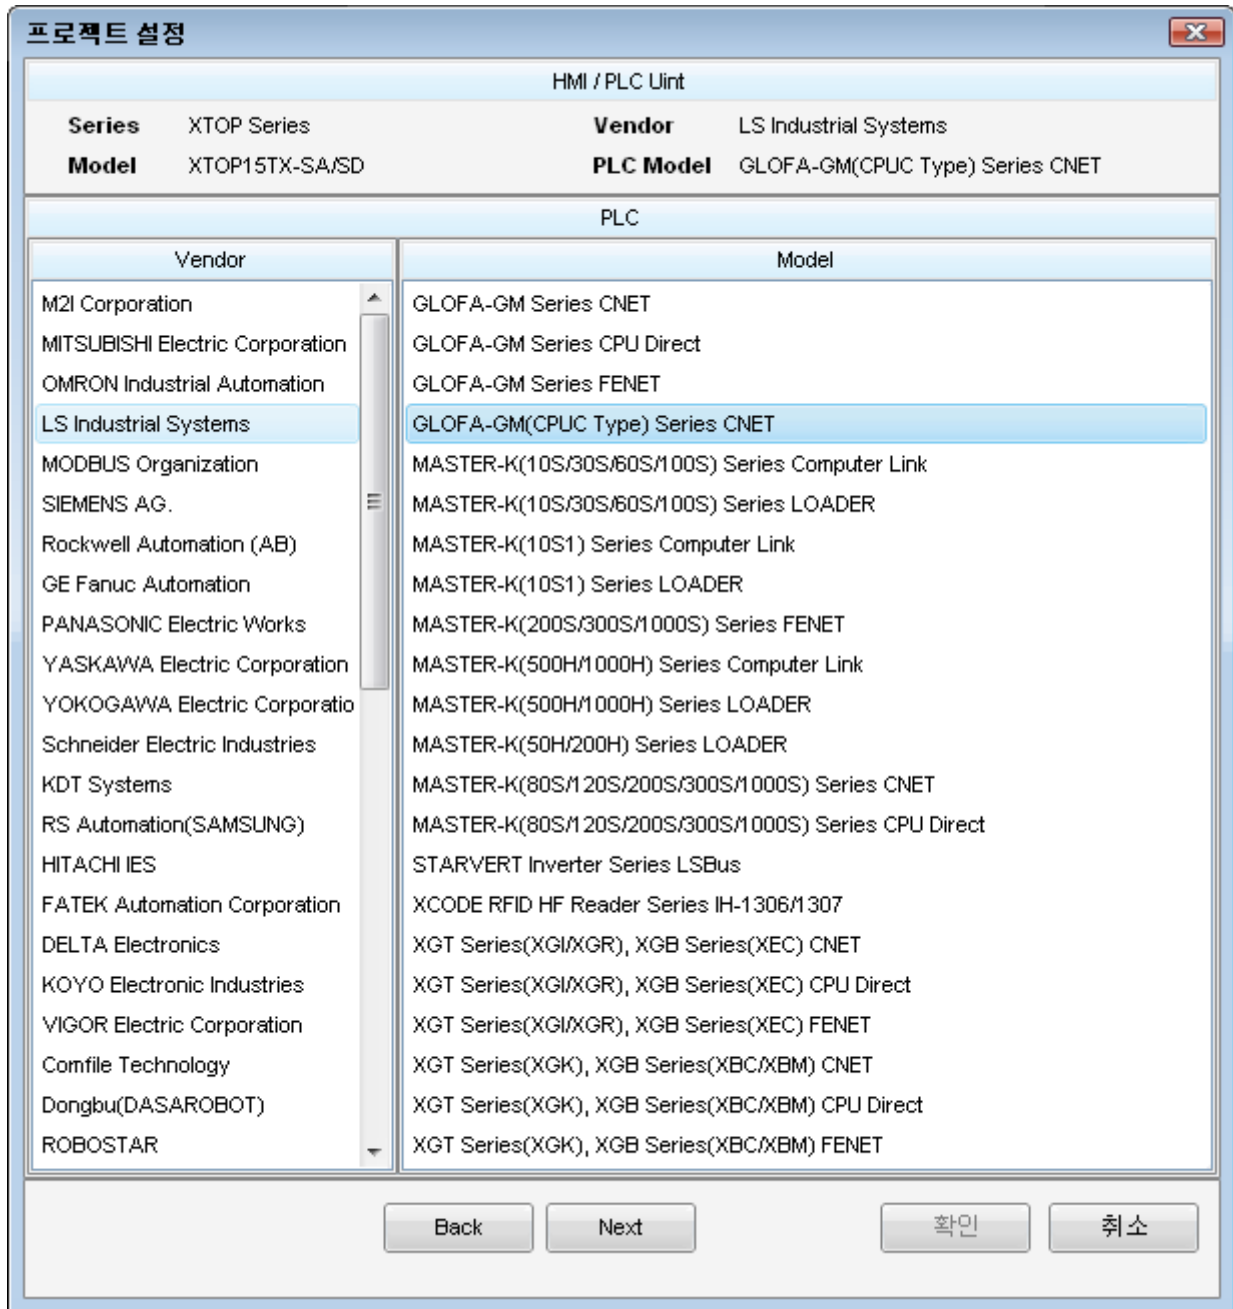 프로젝트 설정
HMI / PLC Uint
Series XTOP Series Vendor LS Industrial Systems
Model XTOP15TX-SA/SD PLC Model GLOFA-GM(CPUC Type) Series CNET
PLC
Vendor
M2I Corporation
MITSUBISHI Electric Corporation
OMRON Industrial Automation
LS Industrial Systems
MODBUS Organization
SIEMENS AG.
Rockwell Automation (AB)
GE Fanuc Automation
PANASONIC Electric Works
YASKAWA Electric Corporation
YOKOGAWA Electric Corporatio
Schneider Electric Industries
KDT Systems
RS Automation(SAMSUNG)
HITACHI IES
FATEK Automation Corporation
DELTA Electronics
KOYO Electronic Industries
VIGOR Electric Corporation
Comfile Technology
Dongbu(DASAROBOT)
ROBOSTAR
Model
GLOFA-GM Series CNET
GLOFA-GM Series CPU Direct
GLOFA-GM Series FENET
GLOFA-GM(CPUC Type) Series CNET
MASTER-K(10S/30S/60S/100S) Series Computer Link
MASTER-K(10S/30S/60S/100S) Series LOADER
MASTER-K(10S1) Series Computer Link
MASTER-K(10S1) Series LOADER
MASTER-K(200S/300S/1000S) Series FENET
MASTER-K(500H/1000H) Series Computer Link
MASTER-K(500H/1000H) Series LOADER
MASTER-K(50H/200H) Series LOADER
MASTER-K(80S/120S/200S/300S/1000S) Series CNET
MASTER-K(80S/120S/200S/300S/1000S) Series CPU Direct
STARVERT Inverter Series LSBus
XCODE RFID HF Reader Series IH-1306/1307
XGT Series(XGI/XGR), XGB Series(XEC) CNET
XGT Series(XGI/XGR), XGB Series(XEC) CPU Direct
XGT Series(XGI/XGR), XGB Series(XEC) FENET
XGT Series(XGK), XGB Series(XBC/XBM) CNET
XGT Series(XGK), XGB Series(XBC/XBM) CPU Direct
XGT Series(XGK), XGB Series(XBC/XBM) FENET
Back Next 확인 취소